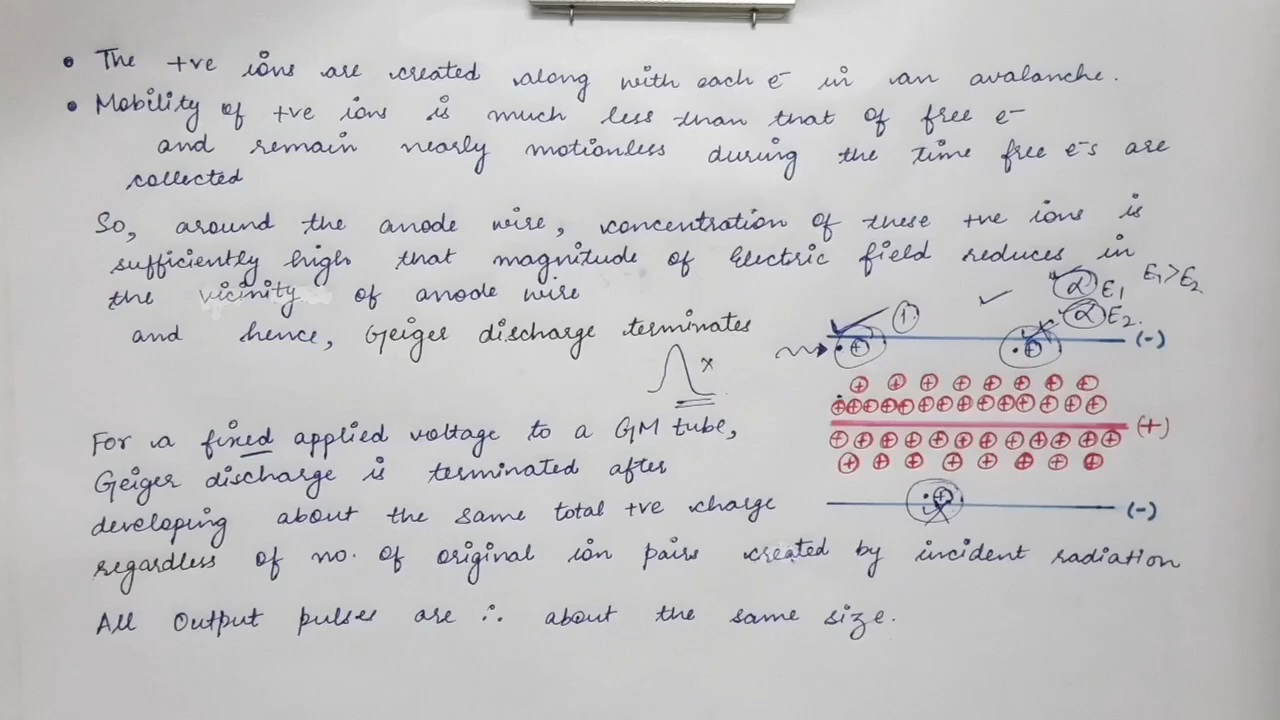 • The +ve ions are created along with each e⁻ in an avalanche.
• Mobility of +ve ions is much less than that of free e⁻
and remain nearly motionless during the time free e⁻s are
collected
So, around the anode wire, concentration of these +ve ions is
sufficiently high that magnitude of Electric field reduces in
the vicinity of anode wire
and hence, Geiger discharge terminates
α E₁ E₁>E₂
α E₂.
①
(-)
+ +
x
+ + + + + + + +
+ + + + + + + + + + + + + + +
(+)
+ + + + + + + + + + + +
+ + + + + + + +
+
(-)
For a fixed applied voltage to a GM tube,
Geiger discharge is terminated after
developing about the same total +ve charge
regardless of no. of original ion pairs created by incident radiation
All Output pulses are ∴ about the same size.